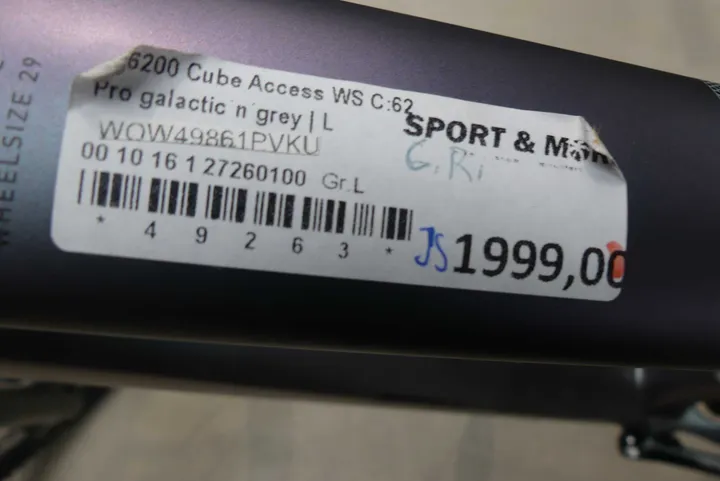 WHEELSIZE 29
6200 Cube Access WS C:62
Pro galactic´n´grey | L
SPORT & M
WOW49861PVKU
G. Ri
00 10 16 1 27260100 Gr.L
* 4 9 2 6 3 *
JS 1999,00